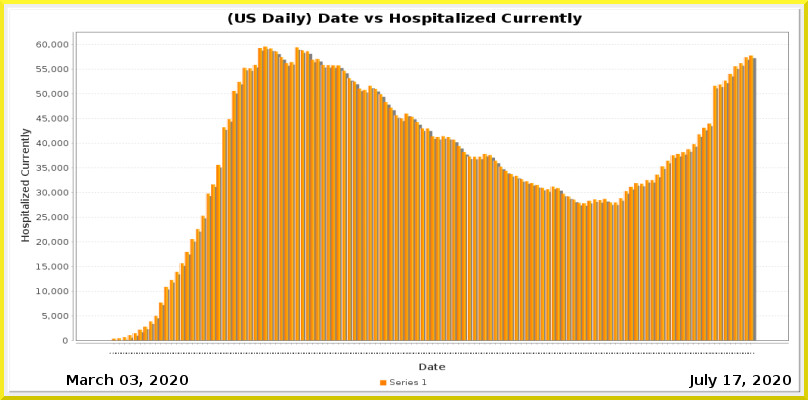 (US Daily) Date vs Hospitalized Currently
Hospitalized Currently
60,000
55,000
50,000
45,000
40,000
35,000
30,000
25,000
20,000
15,000
10,000
5,000
0
Date
March 03, 2020
Series 1
July 17, 2020